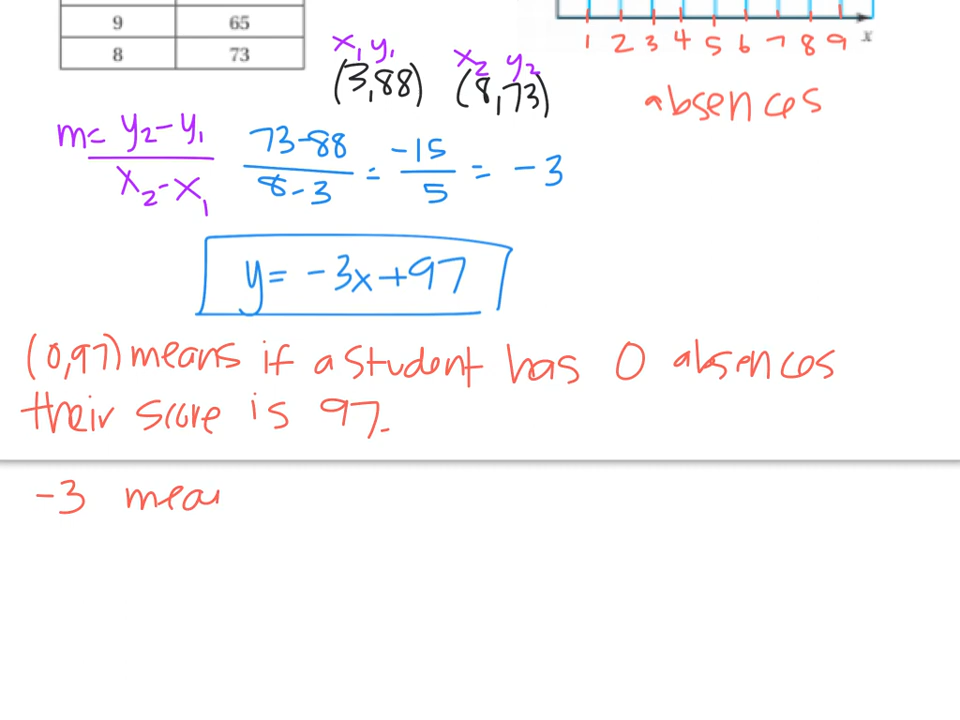 9 65
8 73
1 2 3 4 5 6 7 8 9 x
absences
x1 y1 x2 y2
(3,88) (8,73)
m= y2-y1 / x2-x1 73-88 / 8-3 = -15 / 5 = -3
y= -3x+97
(0,97) means if a student has 0 absences
their score is 97.
-3 mean